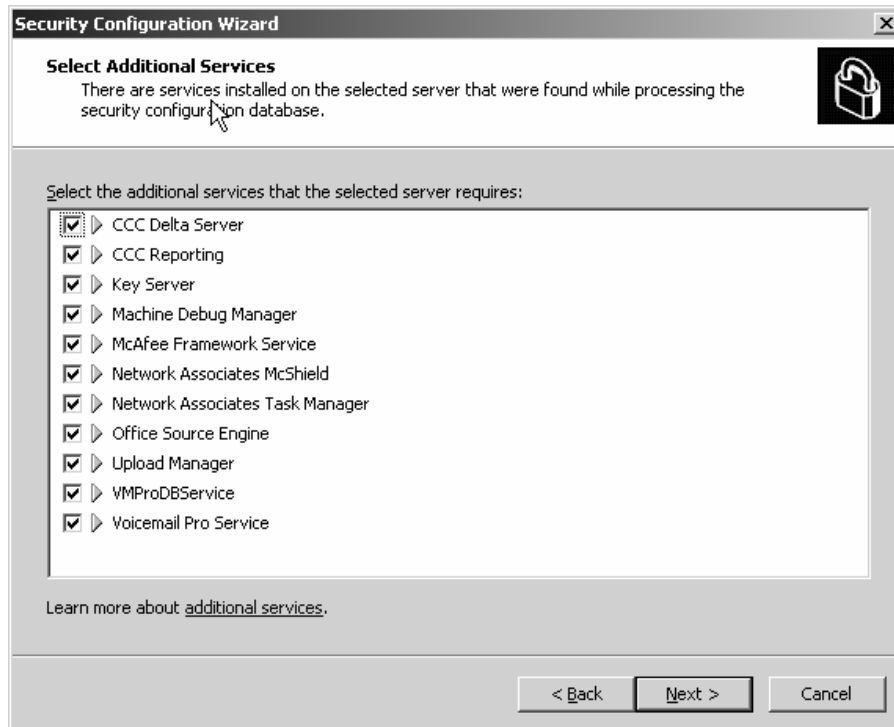 Security Configuration Wizard
Select Additional Services
There are services installed on the selected server that were found while processing the
security configuration database.
Select the additional services that the selected server requires:
CCC Delta Server
CCC Reporting
Key Server
Machine Debug Manager
McAfee Framework Service
Network Associates McShield
Network Associates Task Manager
Office Source Engine
Upload Manager
VMProDBService
Voicemail Pro Service
Learn more about additional services.
< Back Next > Cancel